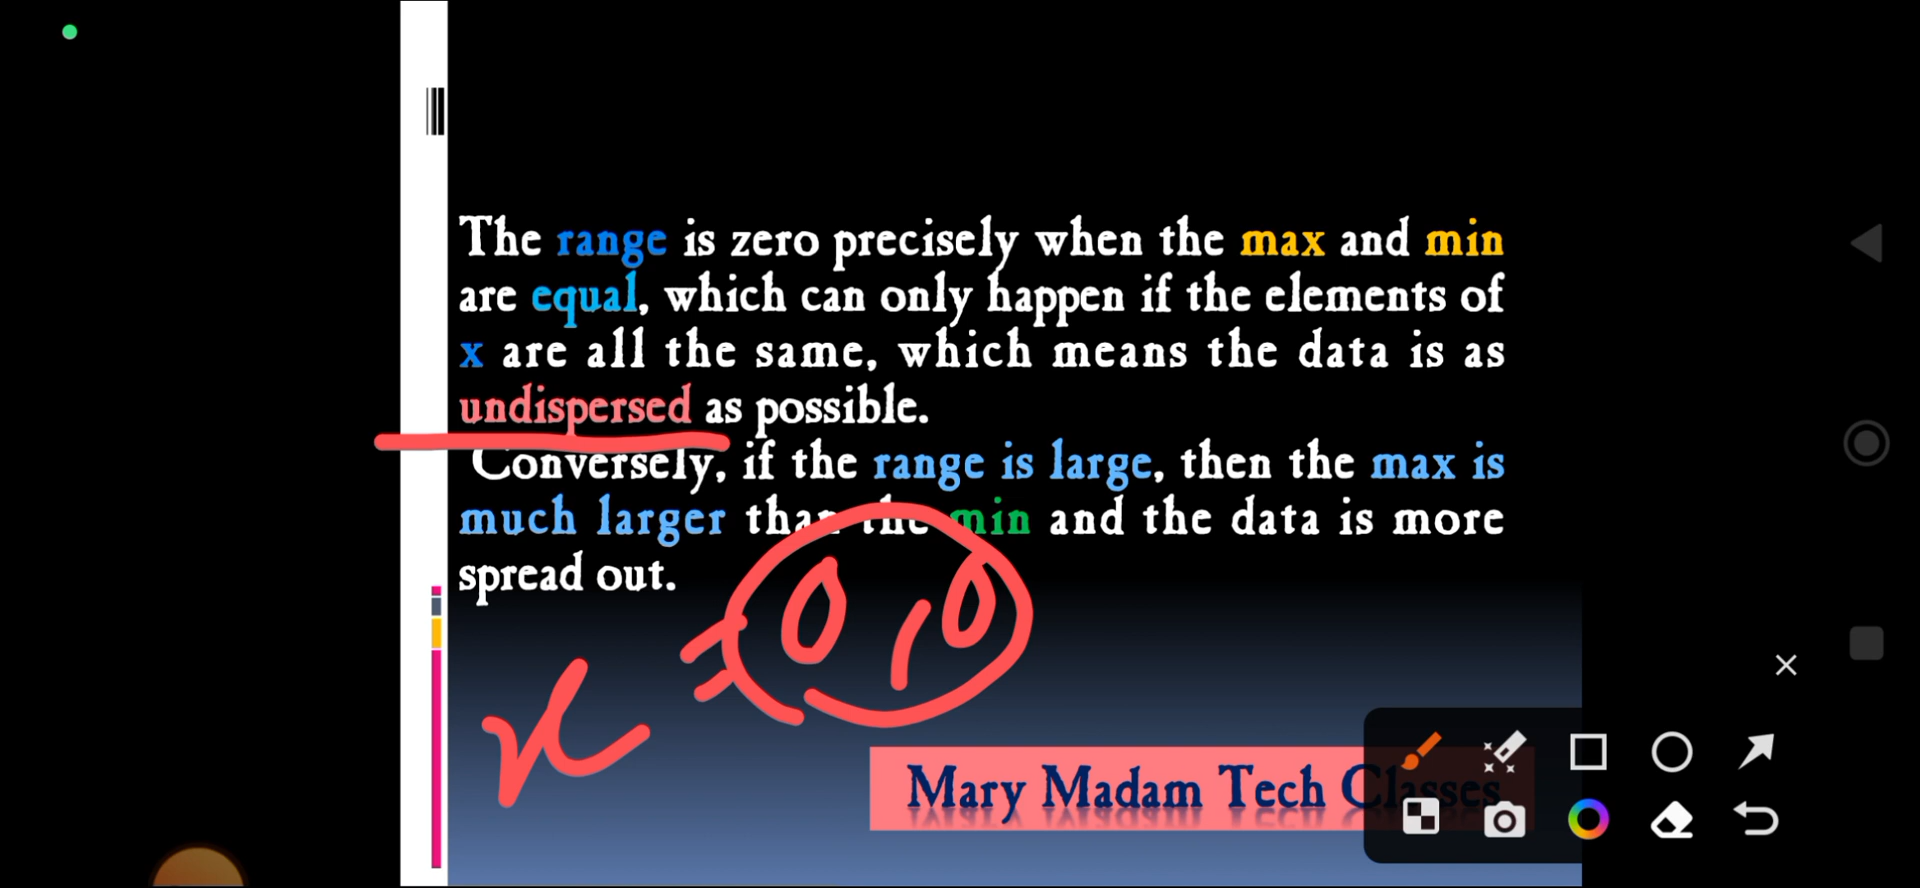 The range is zero precisely when the max and min
are equal, which can only happen if the elements of
x are all the same, which means the data is as
undispersed as possible.
Conversely, if the range is large, then the max is
much larger than the min and the data is more
spread out.
x = 0,0
Mary Madam Tech Classes